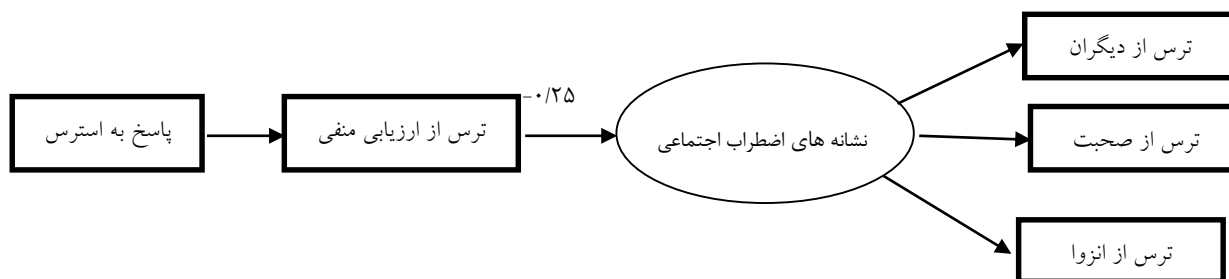 ترس از دیگران
-۰/۲۵
پاسخ به استرس
ترس از ارزیابی منفی
نشانه های اضطراب اجتماعی
ترس از صحبت
ترس از انزوا